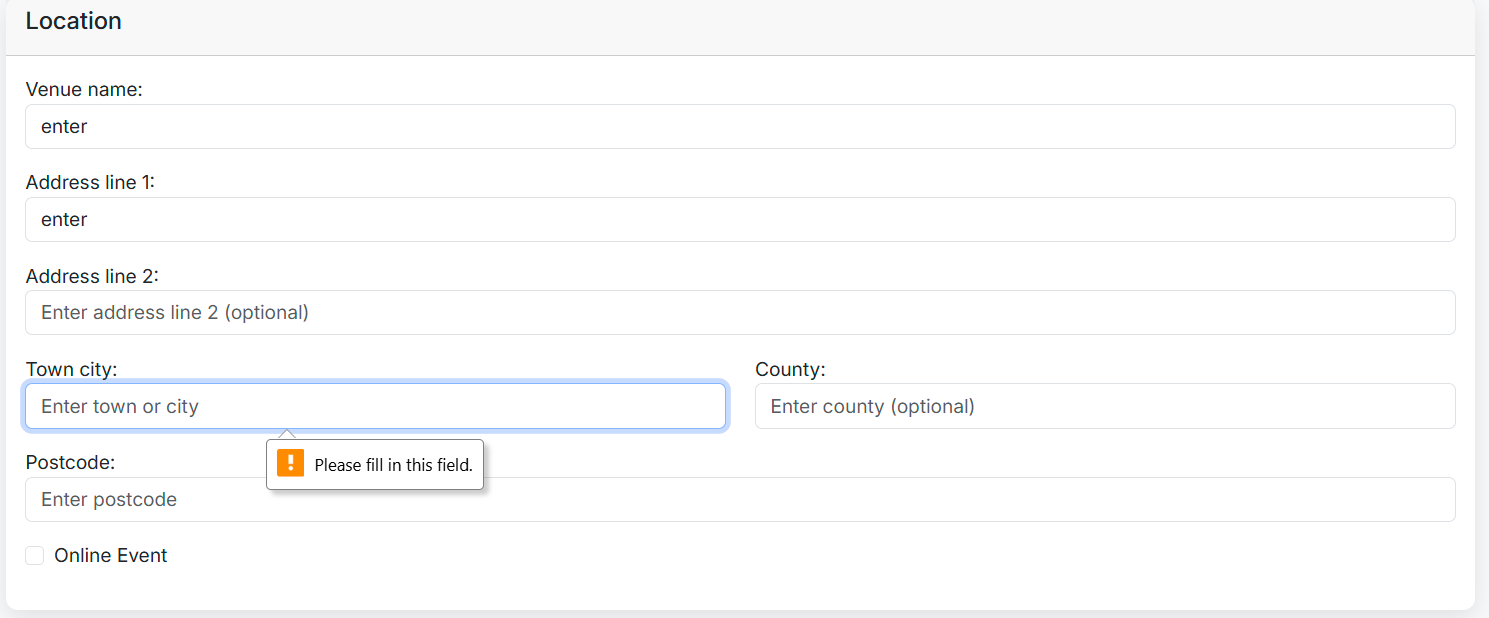 Location
Venue name:
enter
Address line 1:
enter
Address line 2:
Enter address line 2 (optional)
Town city:
County:
Enter town or city
Enter county (optional)
Please fill in this field.
Postcode:
Enter postcode
Online Event